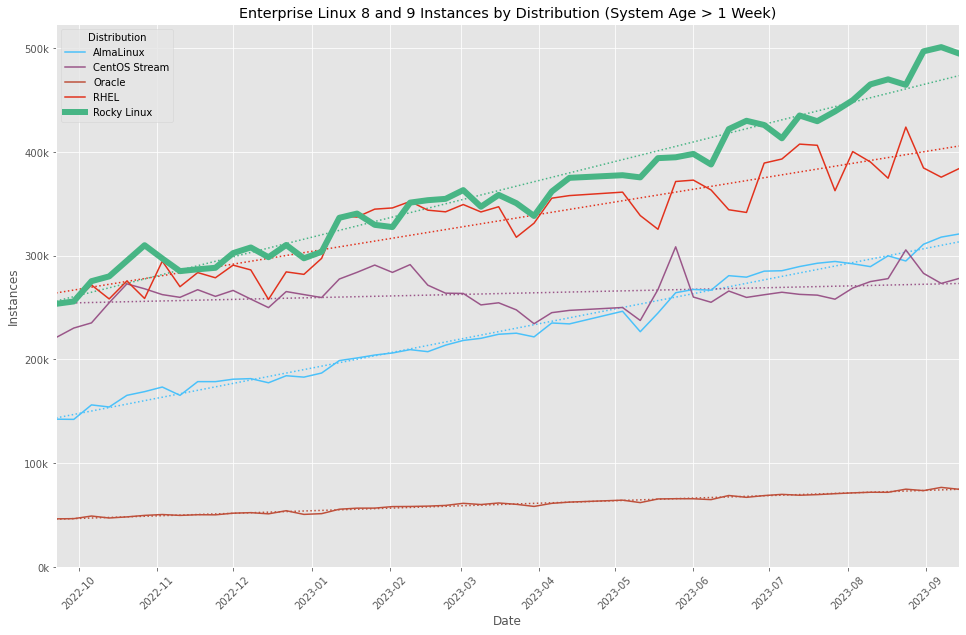 Enterprise Linux 8 and 9 Instances by Distribution (System Age > 1 Week)
Distribution
AlmaLinux
CentOS Stream
Oracle
RHEL
Rocky Linux
500k
400k
300k
200k
100k
0k
Instances
2022-10
2022-11
2022-12
2023-01
2023-02
2023-03
2023-04
2023-05
2023-06
2023-07
2023-08
2023-09
Date